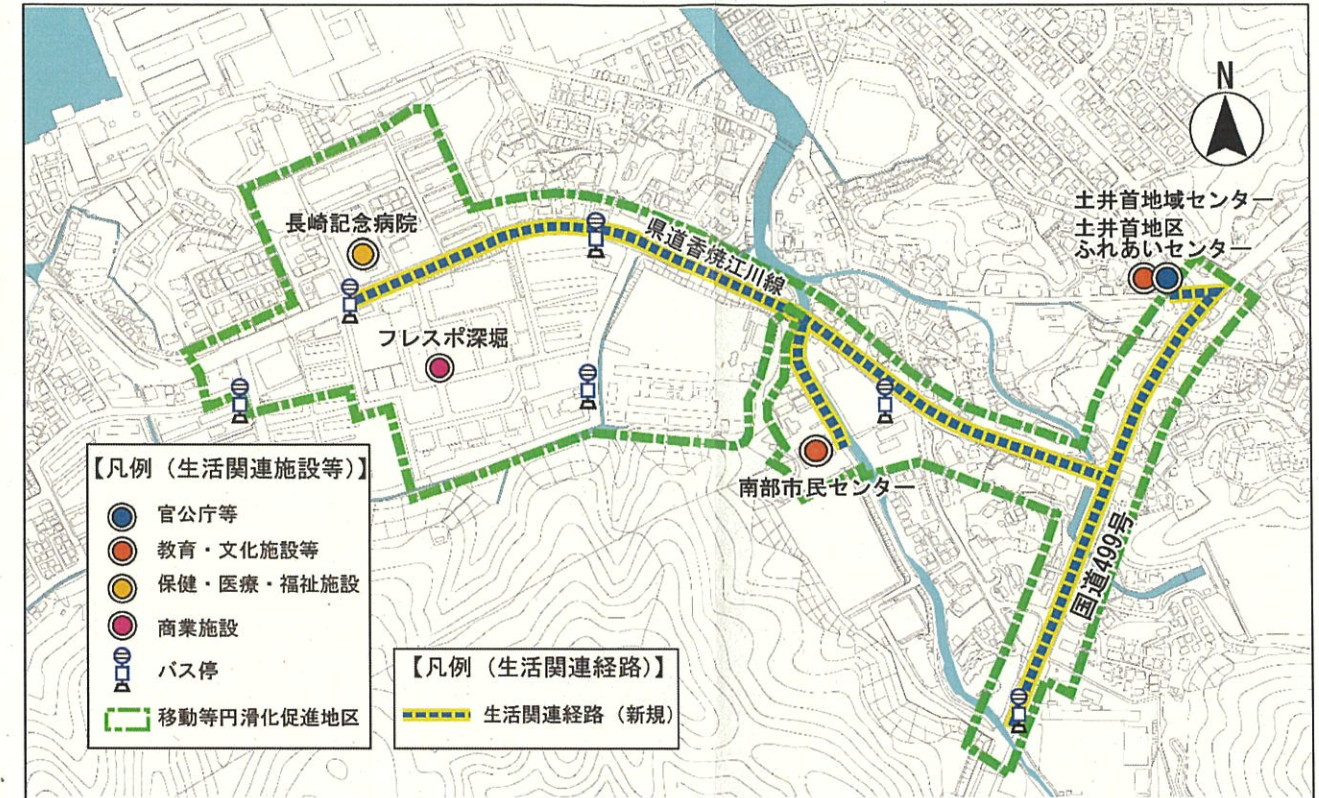 N
土井首地域センター
土井首地区
ふれあいセンター
長崎記念病院
県道香焼江川線
フレスポ深堀
南部市民センター
国道499号
【凡例（生活関連施設等）】
官公庁等
教育・文化施設等
保健・医療・福祉施設
商業施設
バス停
移動等円滑化促進地区
【凡例（生活関連経路）】
生活関連経路（新規）